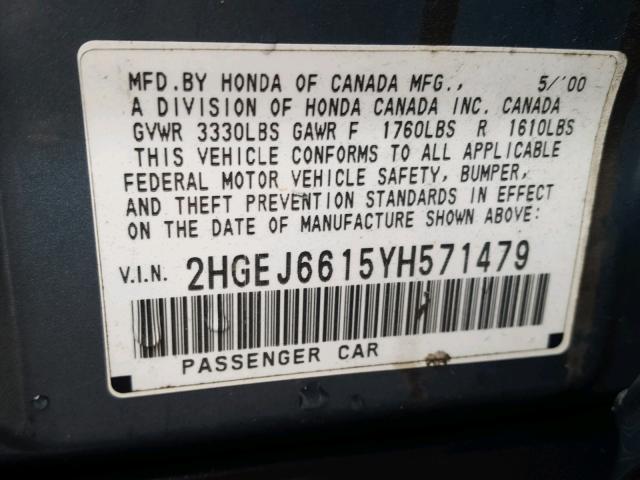 MFD.BY HONDA OF CANADA MFG., 5/'00
A DIVISION OF HONDA CANADA INC. CANADA
GVWR 3330LBS GAWR F 1760LBS R 1610LBS
THIS VEHICLE CONFORMS TO ALL APPLICABLE
FEDERAL MOTOR VEHICLE SAFETY, BUMPER,
AND THEFT PREVENTION STANDARDS IN EFFECT
ON THE DATE OF MANUFACTURE SHOWN ABOVE:
V.I.N. 2HGEJ6615YH571479
PASSENGER CAR